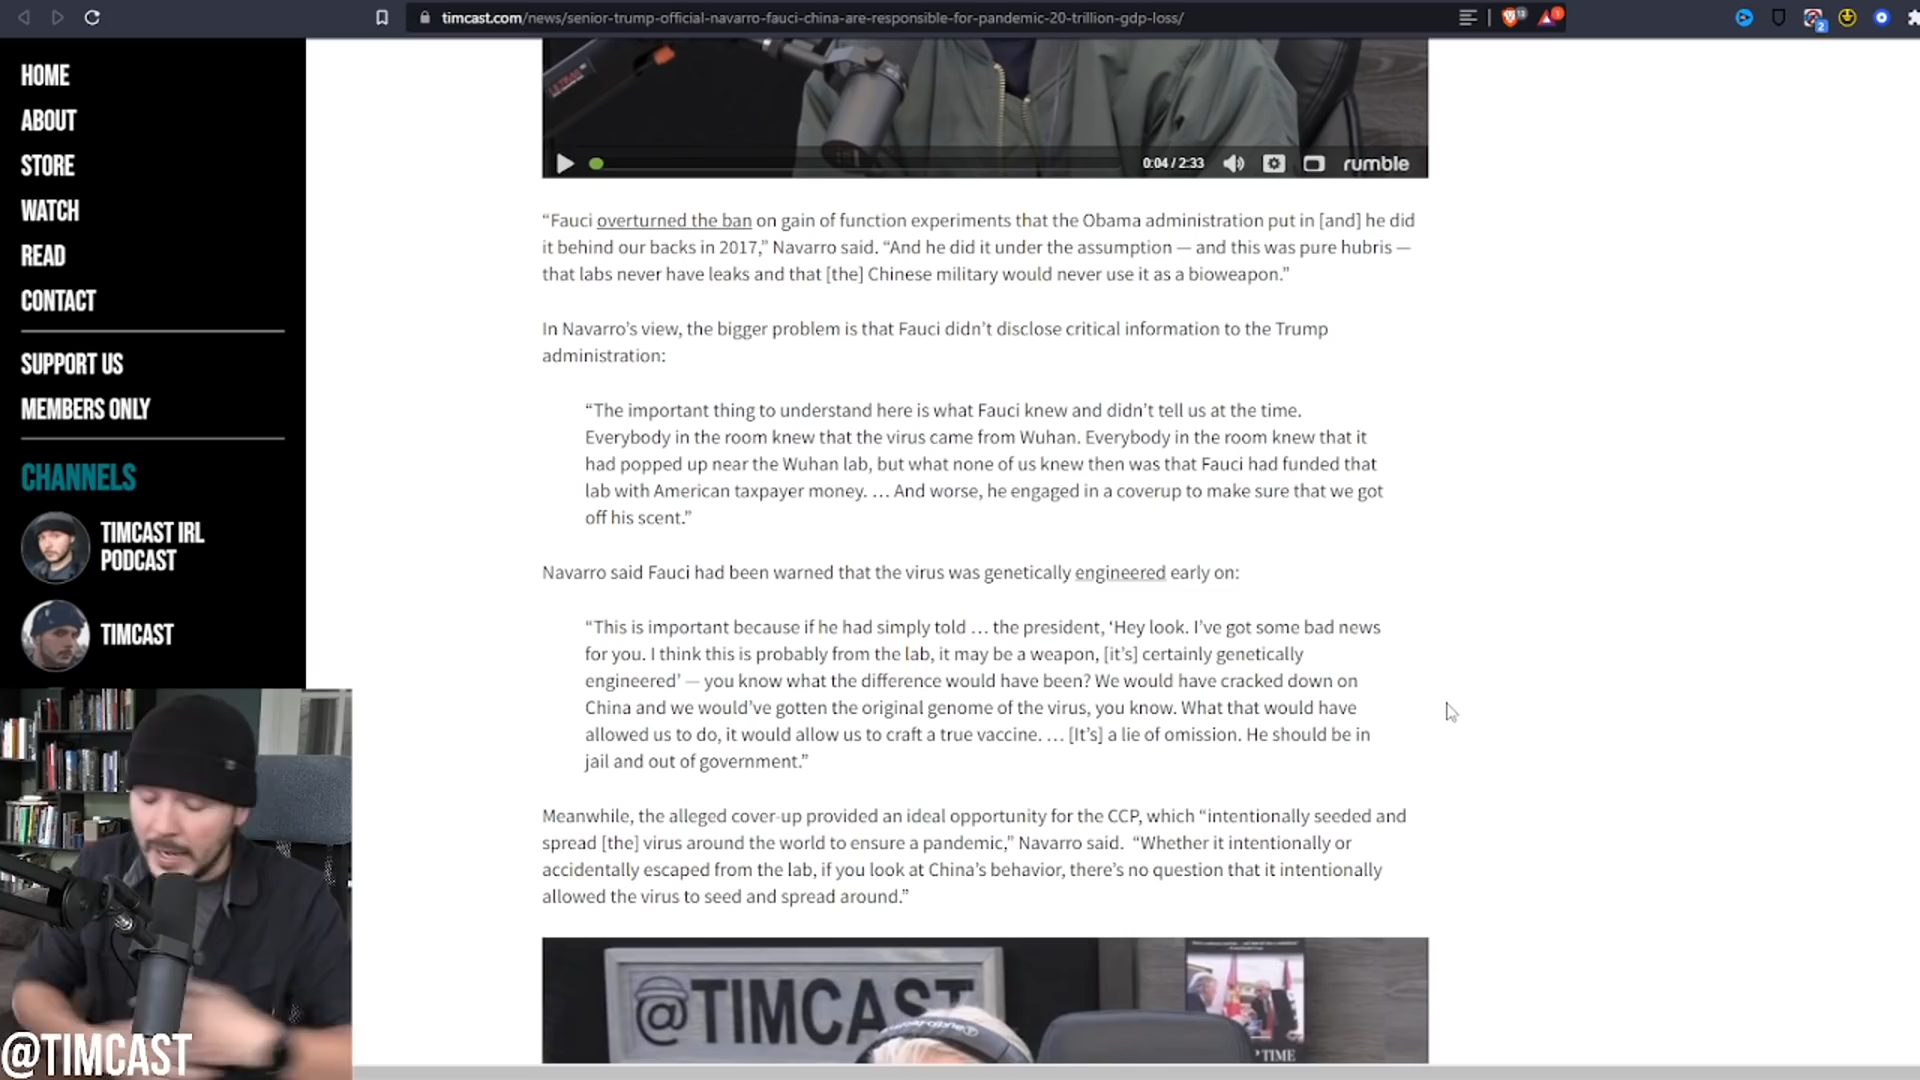 timcast.com/news/senior-trump-official-navarro-fauci-china-are-responsible-for-pandemic-20-trillion-gdp-loss/
HOME
ABOUT
STORE
WATCH
READ
CONTACT
SUPPORT US
MEMBERS ONLY
CHANNELS
TIMCAST IRL
PODCAST
TIMCAST
@TIMCAST
0:04 / 2:33
rumble
“Fauci overturned the ban on gain of function experiments that the Obama administration put in [and] he did
it behind our backs in 2017,” Navarro said. “And he did it under the assumption — and this was pure hubris —
that labs never have leaks and that [the] Chinese military would never use it as a bioweapon.”
In Navarro’s view, the bigger problem is that Fauci didn’t disclose critical information to the Trump
administration:
“The important thing to understand here is what Fauci knew and didn’t tell us at the time.
Everybody in the room knew that the virus came from Wuhan. Everybody in the room knew that it
had popped up near the Wuhan lab, but what none of us knew then was that Fauci had funded that
lab with American taxpayer money. … And worse, he engaged in a coverup to make sure that we got
off his scent.”
Navarro said Fauci had been warned that the virus was genetically engineered early on:
“This is important because if he had simply told … the president, ‘Hey look. I’ve got some bad news
for you. I think this is probably from the lab, it may be a weapon, [it’s] certainly genetically
engineered’ — you know what the difference would have been? We would have cracked down on
China and we would’ve gotten the original genome of the virus, you know. What that would have
allowed us to do, it would allow us to craft a true vaccine. … [It’s] a lie of omission. He should be in
jail and out of government.”
Meanwhile, the alleged cover-up provided an ideal opportunity for the CCP, which “intentionally seeded and
spread [the] virus around the world to ensure a pandemic,” Navarro said.  “Whether it intentionally or
accidentally escaped from the lab, if you look at China’s behavior, there’s no question that it intentionally
allowed the virus to seed and spread around.”
@TIMCAST
TIME